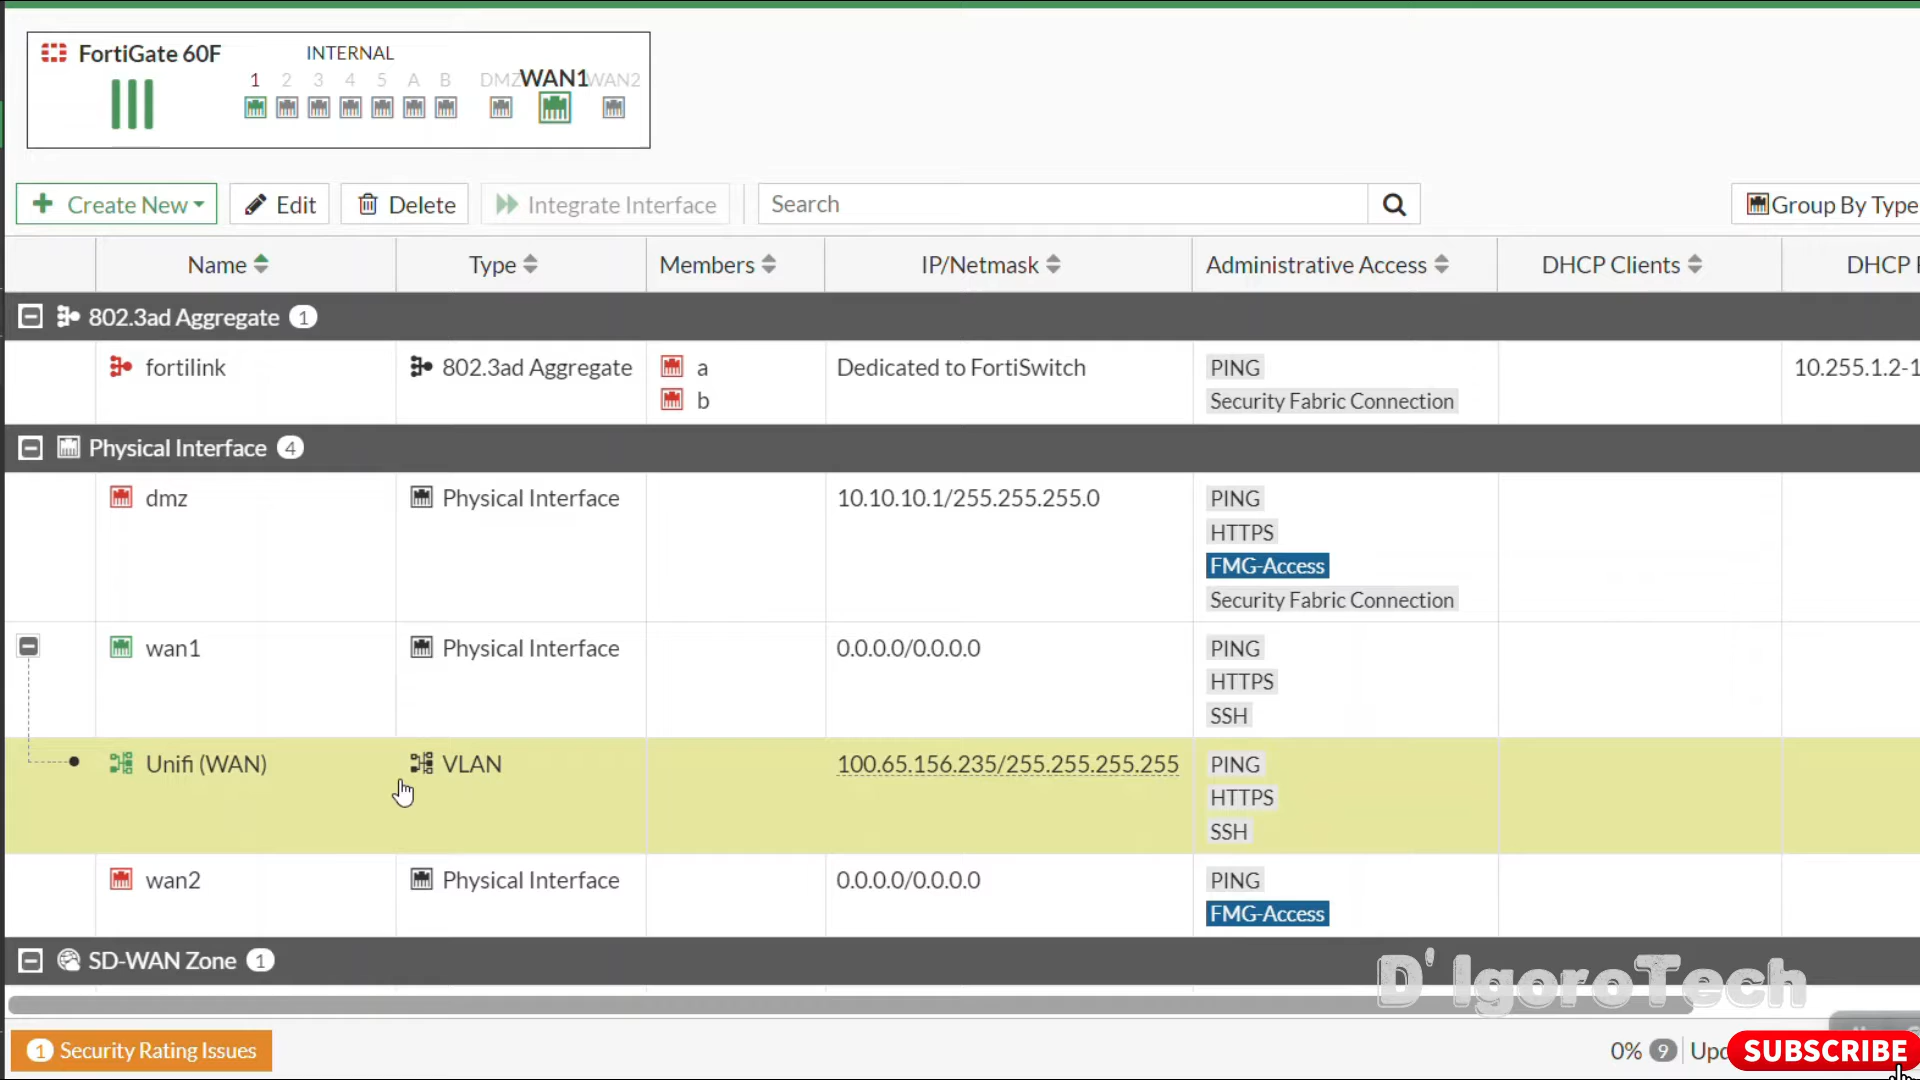 FortiGate 60F
INTERNAL
1 2 3 4 5 A B DMZ WAN1 WAN2
Create New Edit Delete Integrate Interface Search Group By Type
Name Type Members IP/Netmask Administrative Access DHCP Clients DHCP
802.3ad Aggregate 1
fortilink 802.3ad Aggregate a Dedicated to FortiSwitch PING 10.255.1.2-1
b Security Fabric Connection
Physical Interface 4
dmz Physical Interface 10.10.10.1/255.255.255.0 PING
HTTPS
FMG-Access
Security Fabric Connection
wan1 Physical Interface 0.0.0.0/0.0.0.0 PING
HTTPS
SSH
Unifi (WAN) VLAN 100.65.156.235/255.255.255.255 PING
HTTPS
SSH
wan2 Physical Interface 0.0.0.0/0.0.0.0 PING
FMG-Access
SD-WAN Zone 1
D' IgoroTech
1 Security Rating Issues 0% 9 SUBSCRIBE